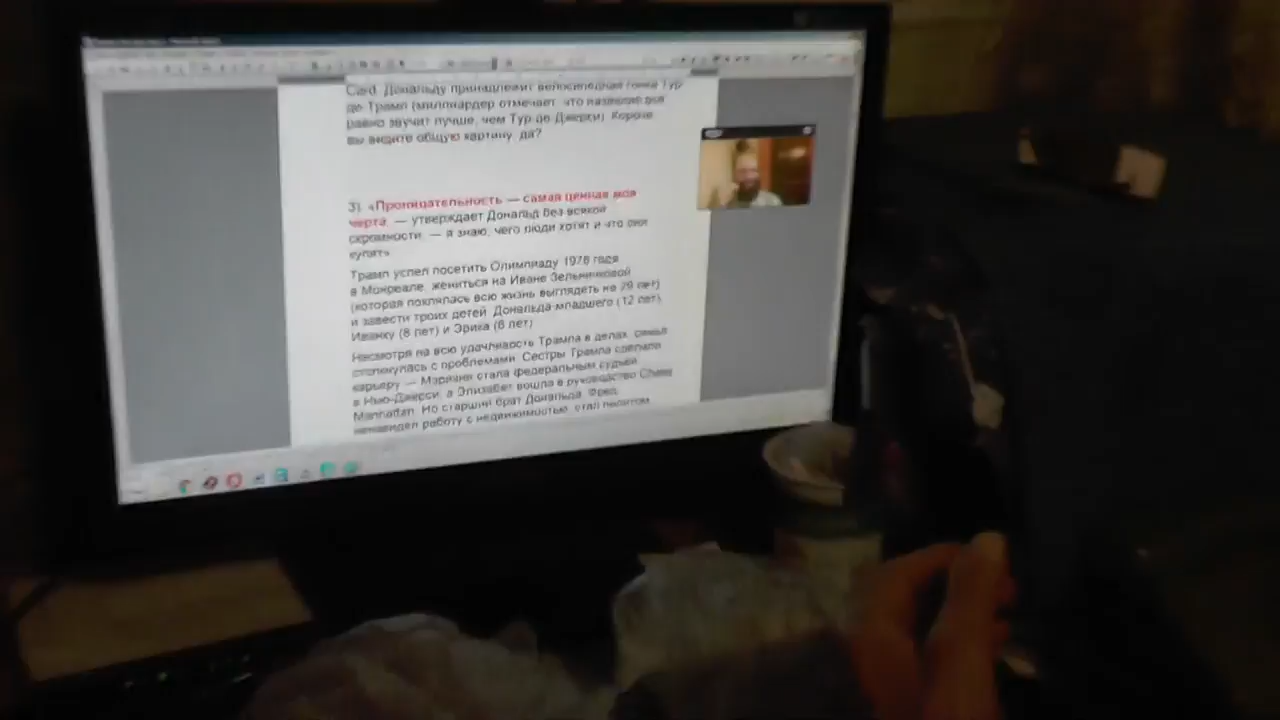 Card. Дональду принадлежит велосипедная гонка Тур
де Трамп (миллиардер отмечает, что название все
равно звучит лучше, чем Тур де Джерси). Короче,
вы видите общую картину, да?
3) «Проницательность — самая ценная моя
черта, — утверждает Дональд без всякой
скромности, — я знаю, чего люди хотят и что они
купят»
Трамп успел посетить Олимпиаду 1976 года
в Монреале, жениться на Иване Зельничковой
(которая поклялась всю жизнь выглядеть на 29 лет)
и завести троих детей: Дональда-младшего (12 лет),
Иванку (8 лет) и Эрика (6 лет)
Несмотря на всю удачливость Трампа в делах, семья
столкнулась с проблемами. Сестры Трампа сделали
карьеру — Мэриэнн стала федеральным судьей
в Нью-Джерси, а Элизабет вошла в руководство Chase
Manhattan. Но старший брат Дональда, Фред,
ненавидел работу с недвижимостью, стал пилотом